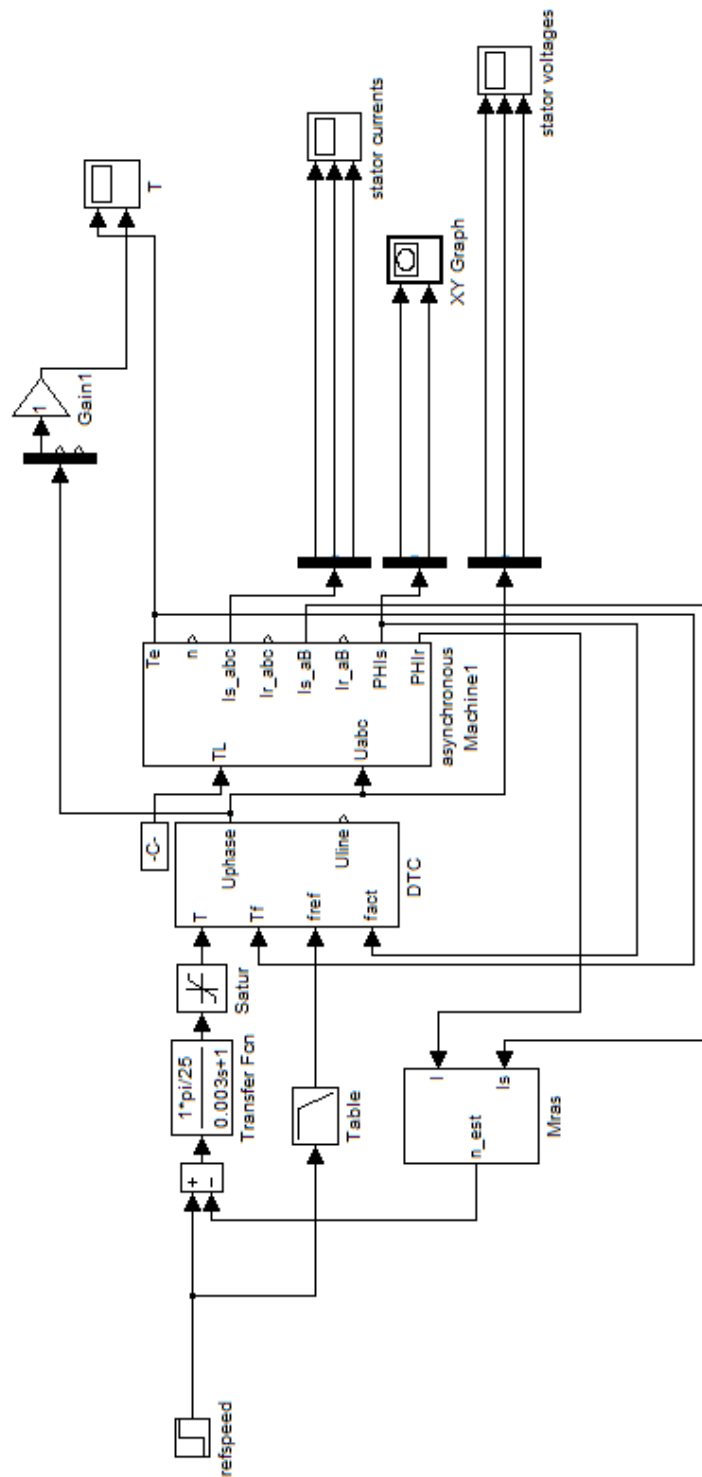 refspeed
+
−
1*pi/25
0.003s+1
Transfer Fcn
Satur
Table
n_est
I
Is
Mras
T
Tf
fref
fact
Uphase
Uline
DTC
-C-
TL
Uabc
Te
n
Is_abc
Ir_abc
Is_aB
Ir_aB
PHIs
PHIr
asynchronous
Machine1
1
Gain1
T
stator currents
XY Graph
stator voltages